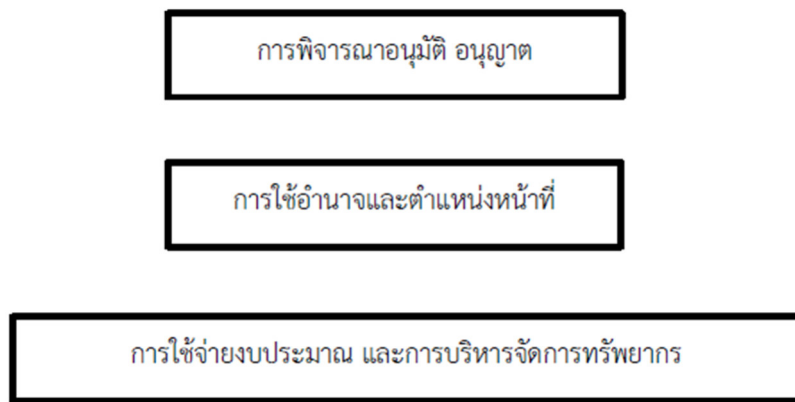 การพิจารณาอนุมัติ อนุญาต
การใช้อำนาจและตำแหน่งหน้าที่
การใช้จ่ายงบประมาณ และการบริหารจัดการทรัพยากร